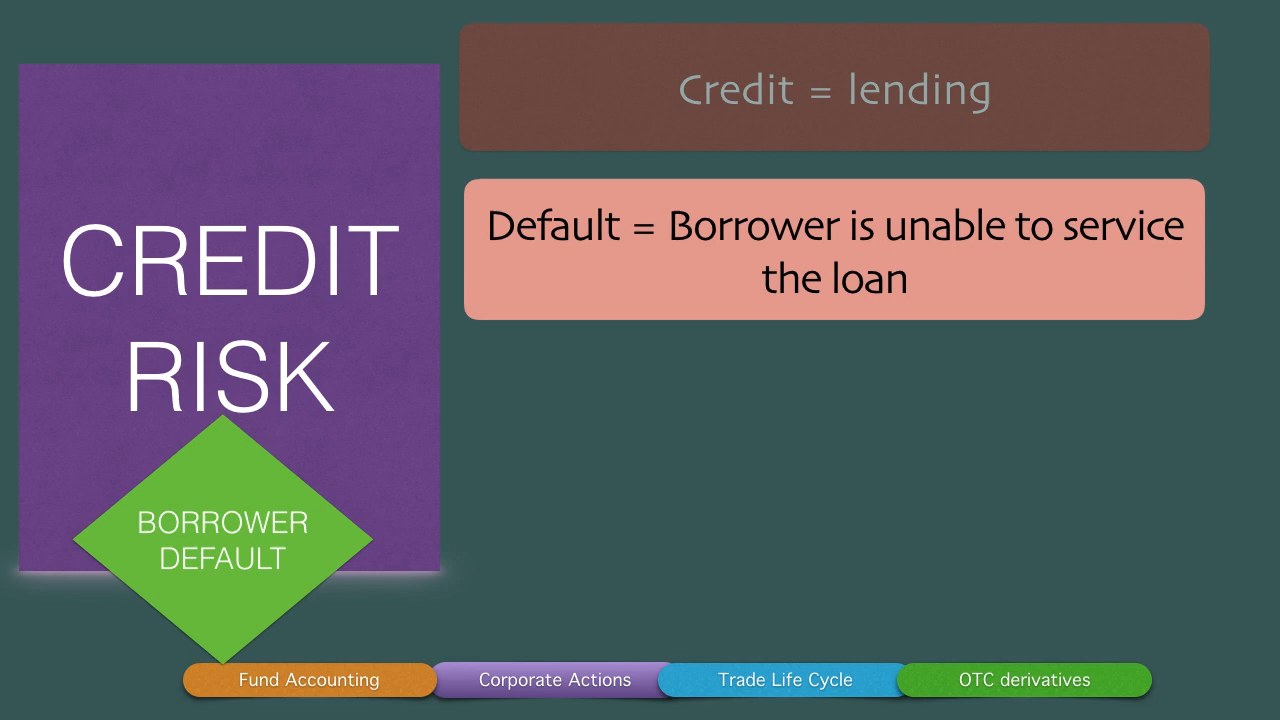 Credit = lending
Default = Borrower is unable to service
the loan
CREDIT
RISK
BORROWER
DEFAULT
Fund Accounting
Corporate Actions
Trade Life Cycle
OTC derivatives